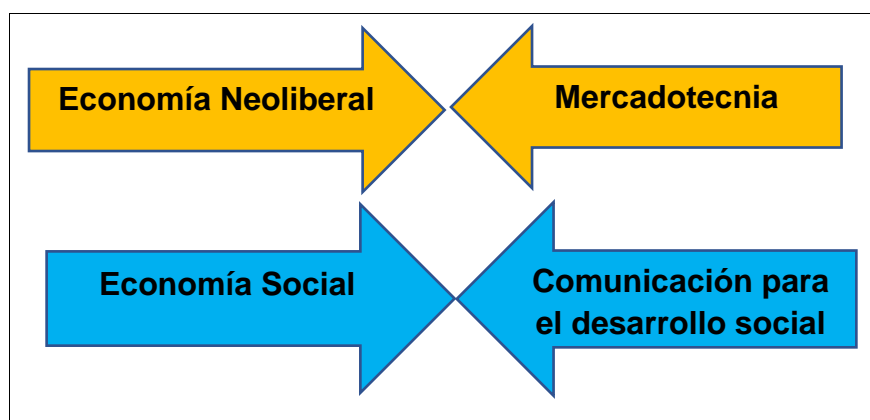 Economía Neoliberal
Mercadotecnia
Economía Social
Comunicación para
el desarrollo social